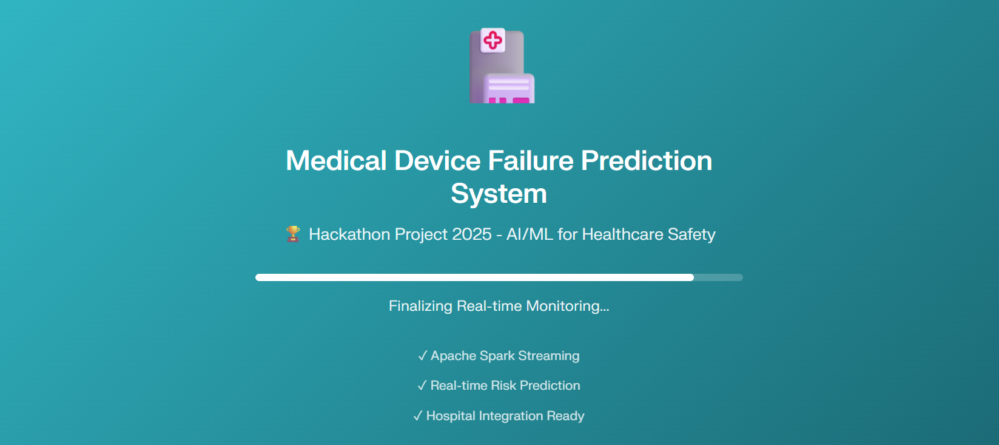 Medical Device Failure Prediction
System
🏆 Hackathon Project 2025 - AI/ML for Healthcare Safety
Finalizing Real-time Monitoring...
✓ Apache Spark Streaming
✓ Real-time Risk Prediction
✓ Hospital Integration Ready